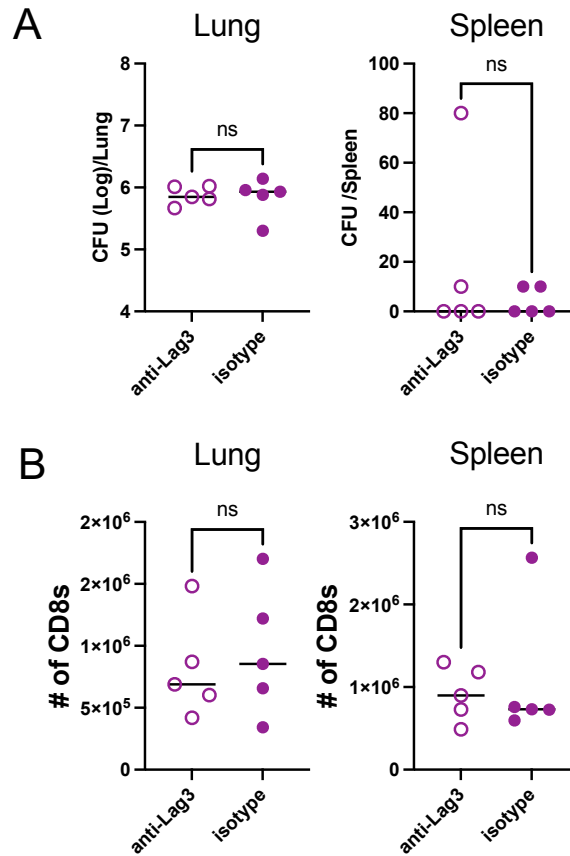 A
Lung
Spleen
CFU (Log)/Lung
8
7
6
5
4
ns
anti-Lag3
isotype
CFU /Spleen
100
80
60
40
20
0
ns
anti-Lag3
isotype
B
Lung
Spleen
# of CD8s
2×10⁶
2×10⁶
1×10⁶
5×10⁵
0
ns
anti-Lag3
isotype
# of CD8s
3×10⁶
2×10⁶
1×10⁶
0
ns
anti-Lag3
isotype